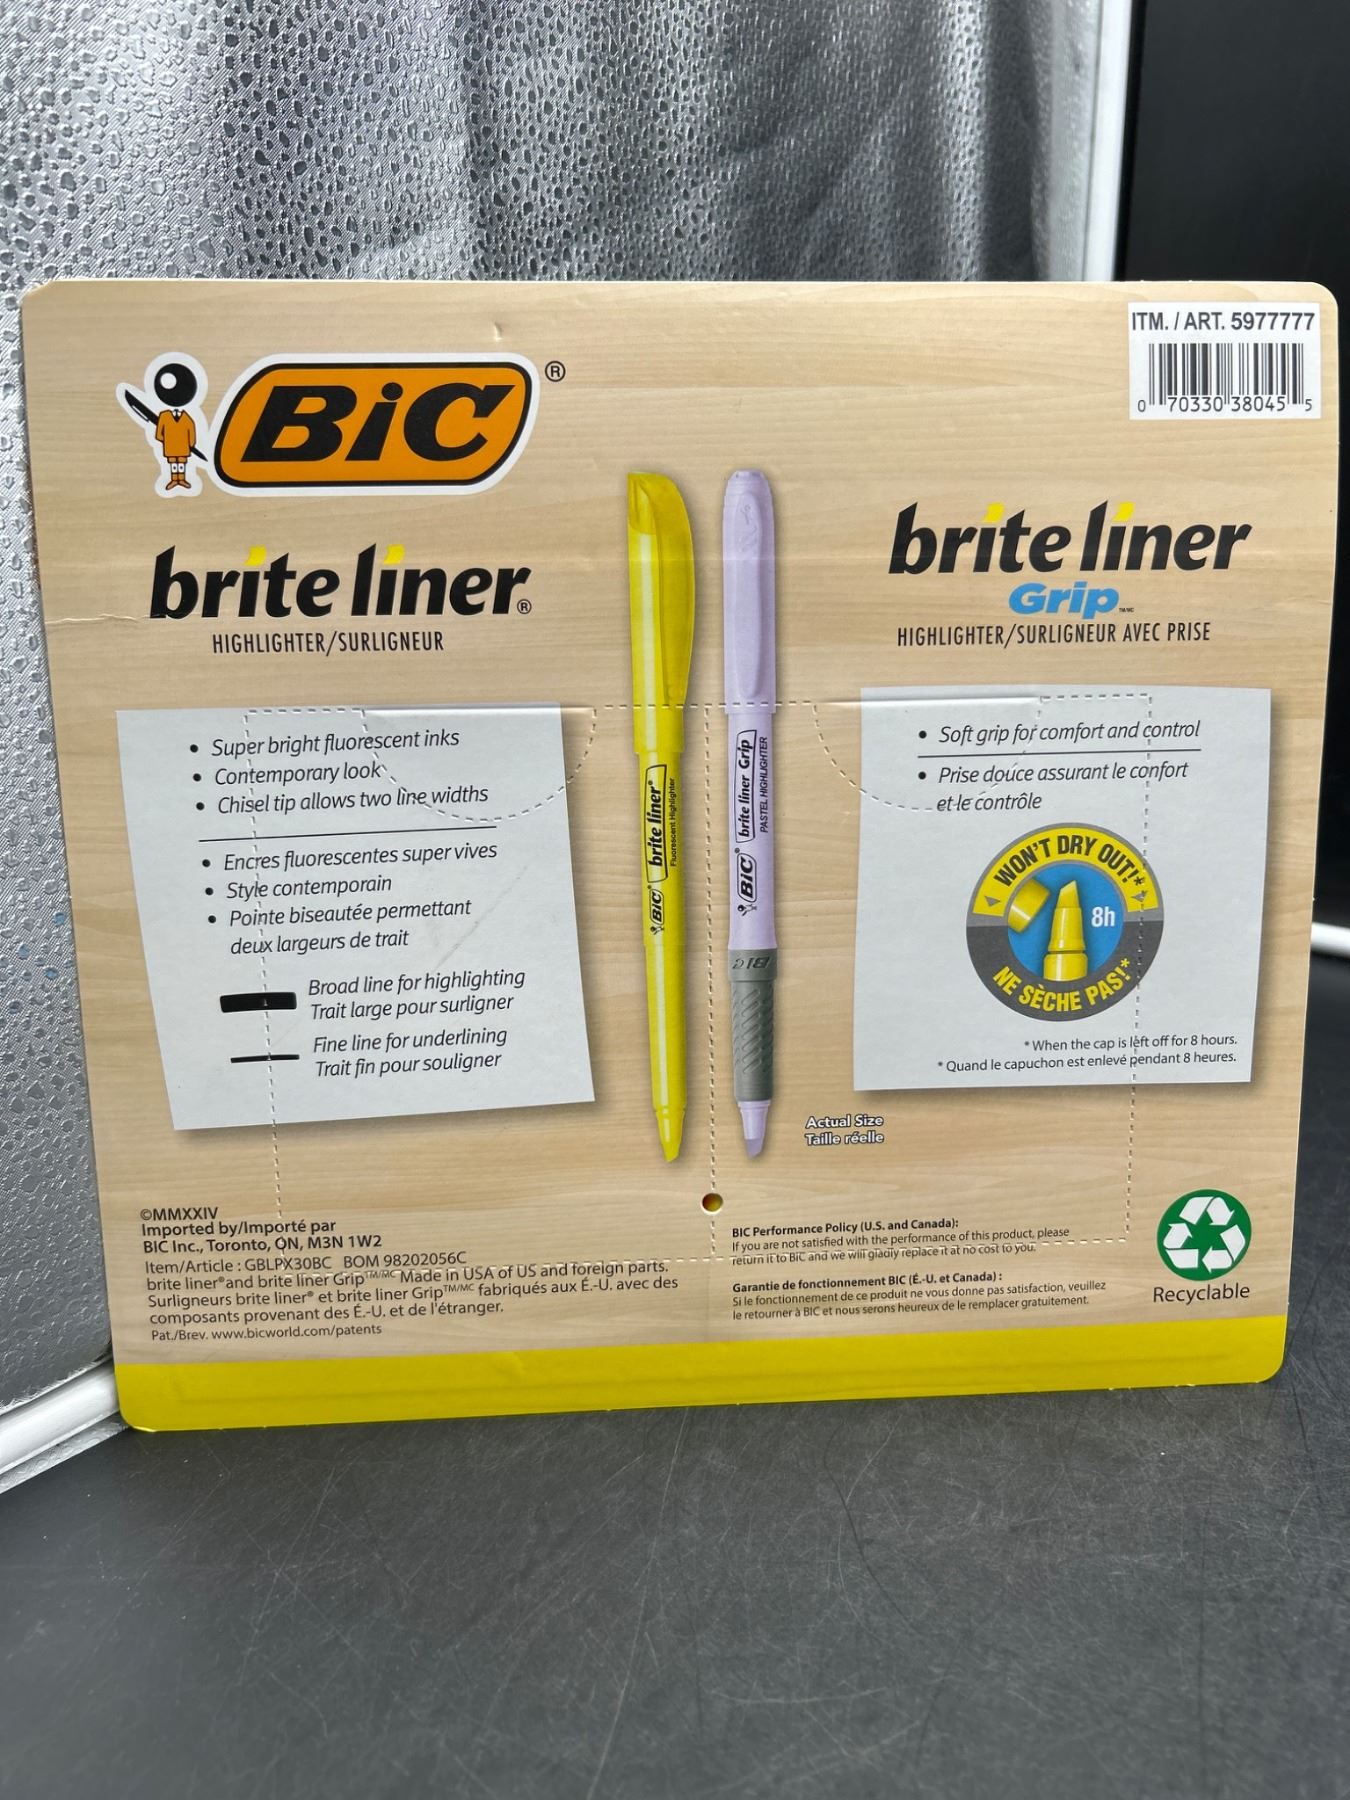 ITM. / ART. 5977777
0 70330 38045 5
BiC®
brite liner®
HIGHLIGHTER/SURLIGNEUR
• Super bright fluorescent inks
• Contemporary look
• Chisel tip allows two line widths
• Encres fluorescentes super vives
• Style contemporain
• Pointe biseautée permettant
deux largeurs de trait
Broad line for highlighting
Trait large pour surligner
Fine line for underlining
Trait fin pour souligner
BiC® brite liner®
Fluorescent Highlighter
BiC® brite liner Grip
PASTEL HIGHLIGHTER
BIC
brite liner
Grip TM/MC
HIGHLIGHTER/SURLIGNEUR AVEC PRISE
• Soft grip for comfort and control
• Prise douce assurant le confort
et le contrôle
WON'T DRY OUT!*
8h
NE SÈCHE PAS!*
* When the cap is left off for 8 hours.
* Quand le capuchon est enlevé pendant 8 heures.
Actual Size
Taille réelle
©MMXXIV
Imported by/Importé par
BIC Inc., Toronto, ON, M3N 1W2
Item/Article : GBLPX30BC BOM 98202056C
brite liner® and brite liner Grip™/MC Made in USA of US and foreign parts.
Surligneurs brite liner® et brite liner Grip™/MC fabriqués aux É.-U. avec des
composants provenant des É.-U. et de l'étranger.
Pat./Brev. www.bicworld.com/patents
BIC Performance Policy (U.S. and Canada):
If you are not satisfied with the performance of this product, please
return it to BIC and we will gladly replace it at no cost to you.
Garantie de fonctionnement BIC (É.-U. et Canada) :
Si le fonctionnement de ce produit ne vous donne pas satisfaction, veuillez
le retourner à BIC et nous serons heureux de le remplacer gratuitement.
Recyclable